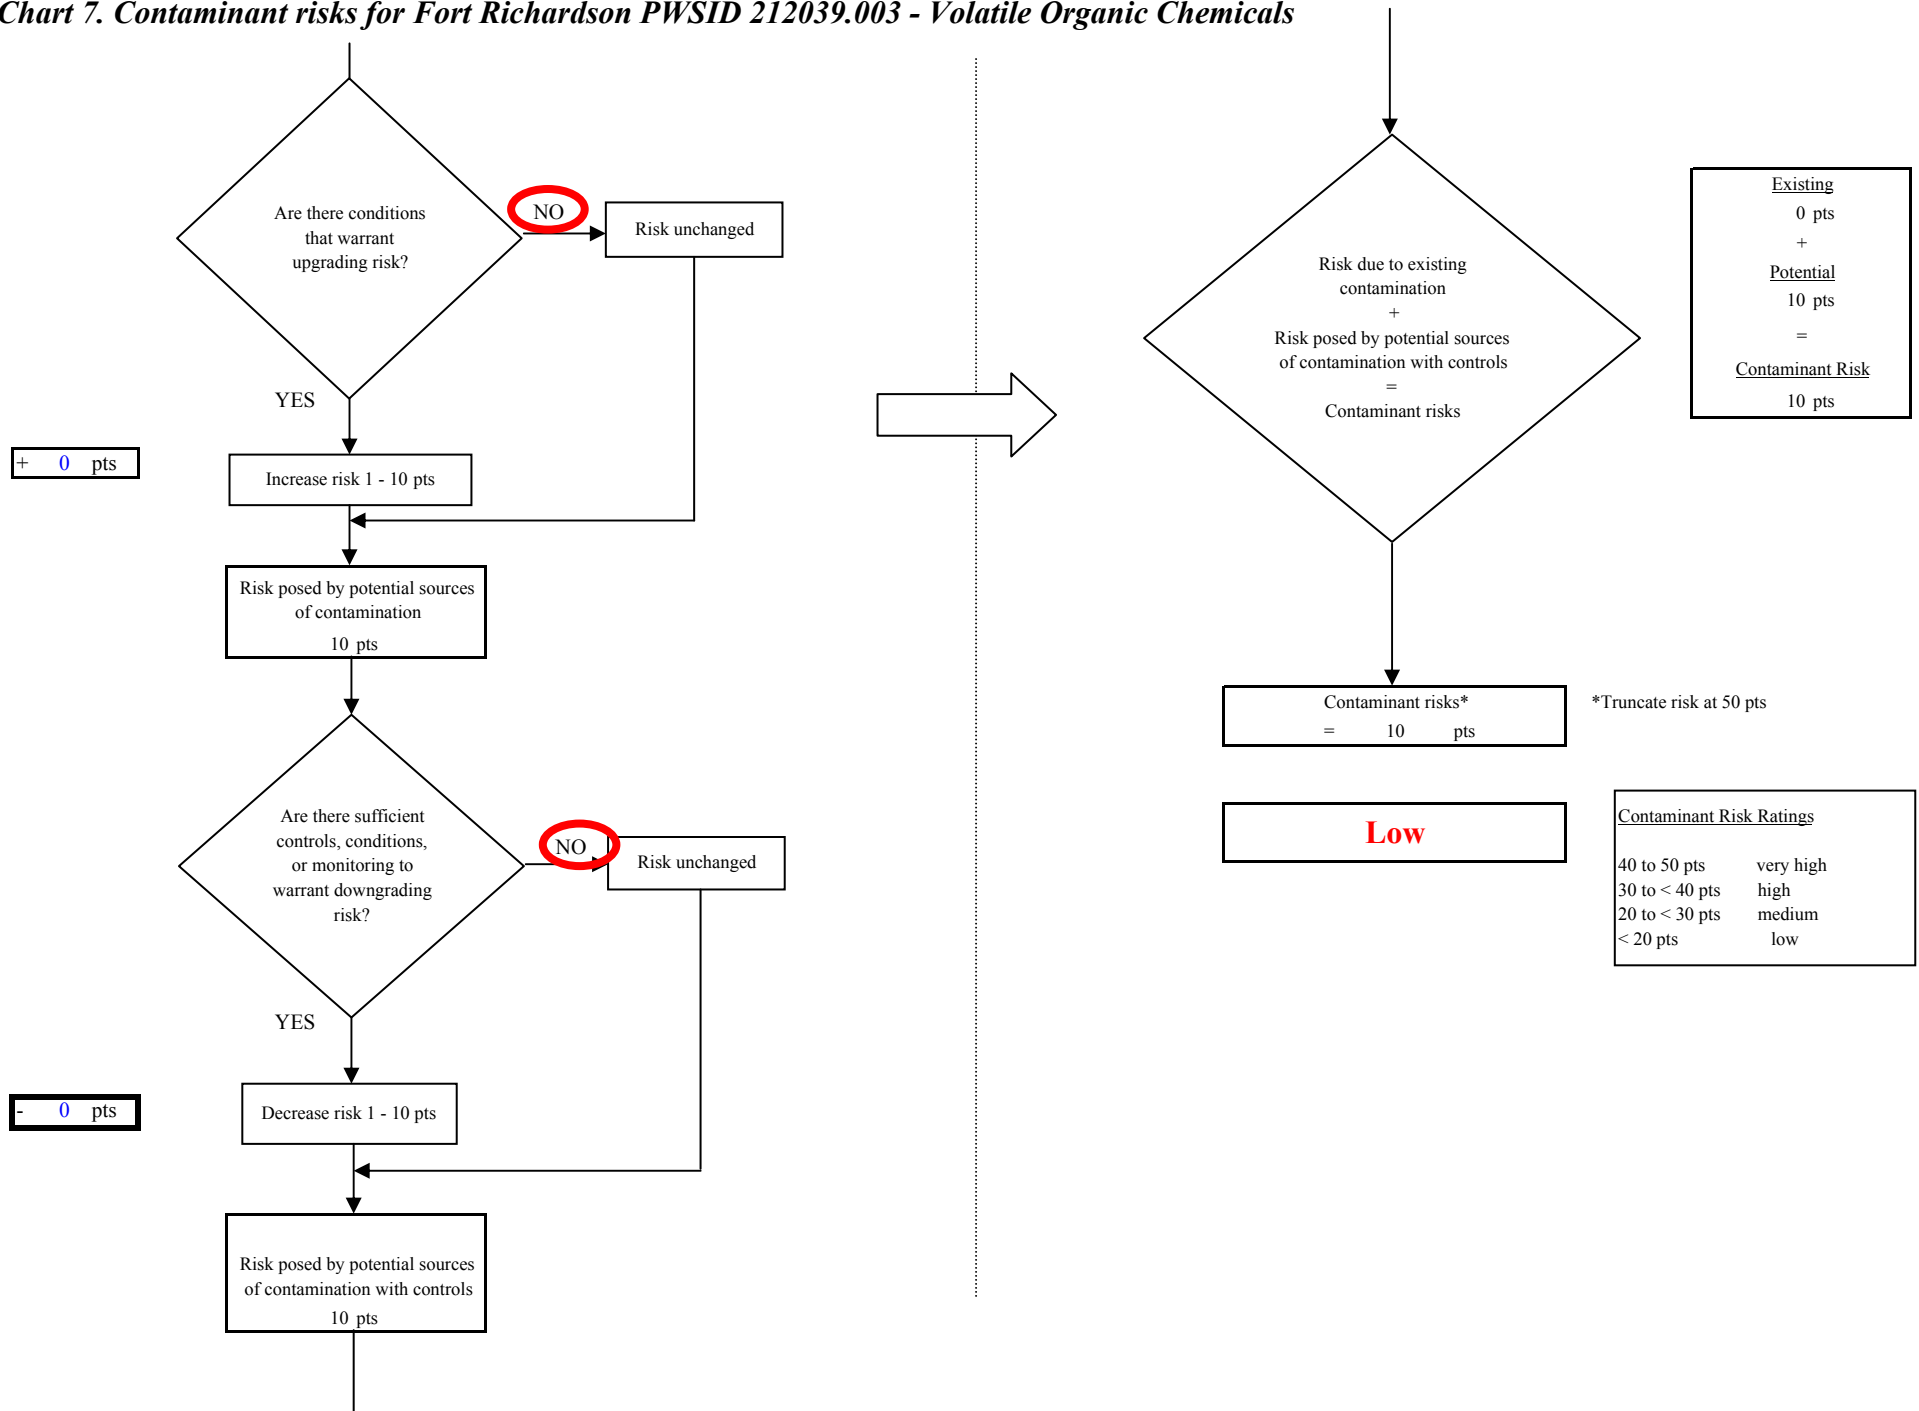 Chart 7. Contaminant risks for Fort Richardson PWSID 212039.003 - Volatile Organic Chemicals
Are there conditions
that warrant
upgrading risk?
NO
Risk unchanged
YES
+ 0 pts
Increase risk 1 - 10 pts
Risk posed by potential sources
of contamination
10 pts
Are there sufficient
controls, conditions,
or monitoring to
warrant downgrading
risk?
NO
Risk unchanged
YES
- 0 pts
Decrease risk 1 - 10 pts
Risk posed by potential sources
of contamination with controls
10 pts
Risk due to existing
contamination
+
Risk posed by potential sources
of contamination with controls
=
Contaminant risks
Existing
0 pts
+
Potential
10 pts
=
Contaminant Risk
10 pts
Contaminant risks*
= 10 pts
*Truncate risk at 50 pts
Low
Contaminant Risk Ratings
40 to 50 pts very high
30 to < 40 pts high
20 to < 30 pts medium
< 20 pts low